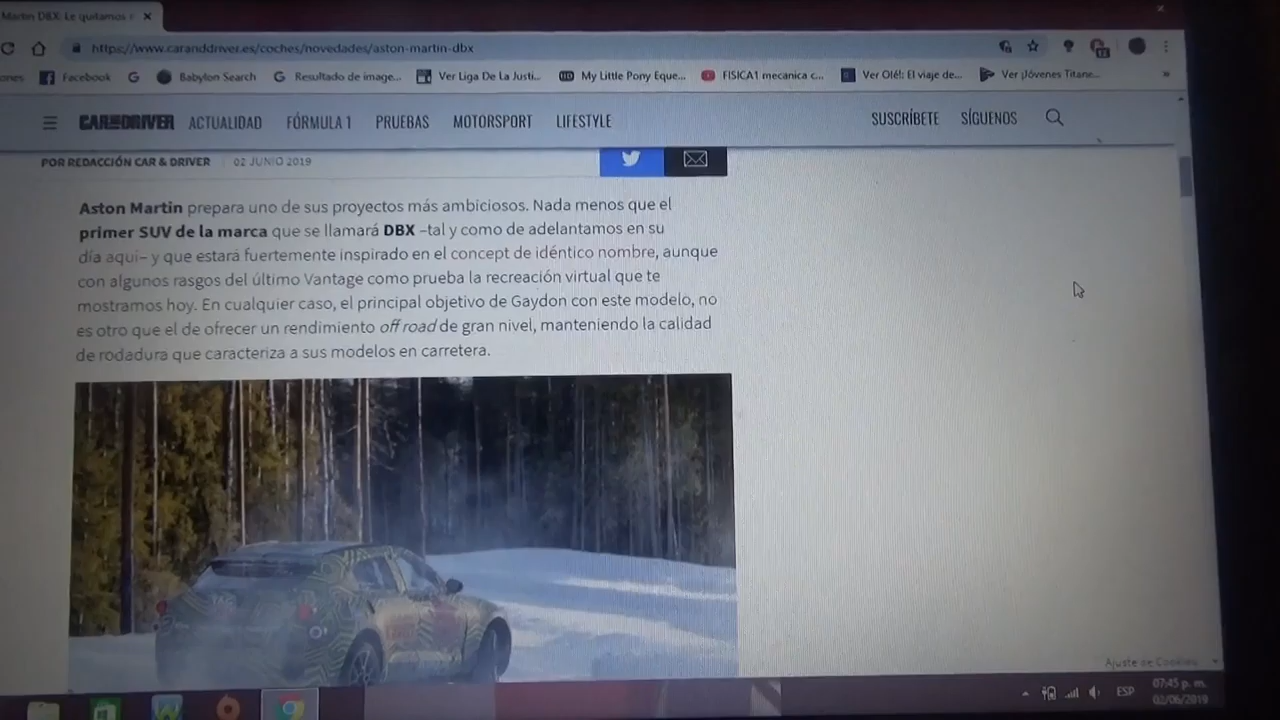 Martin DBX: Le quitamos
https://www.caranddriver.es/coches/novedades/aston-martin-dbx
ones Facebook Babylon Search Resultado de image... Ver Liga De La Justi... My Little Pony Eque... FISICA1 mecanica c... Ver Olé!: El viaje de... Ver ¡Jóvenes Titane... »
CAR AND DRIVER ACTUALIDAD FÓRMULA 1 PRUEBAS MOTORSPORT LIFESTYLE SUSCRÍBETE SÍGUENOS
POR REDACCIÓN CAR & DRIVER 02 JUNIO 2019
Aston Martin prepara uno de sus proyectos más ambiciosos. Nada menos que el
primer SUV de la marca que se llamará DBX –tal y como de adelantamos en su
día aquí– y que estará fuertemente inspirado en el concept de idéntico nombre, aunque
con algunos rasgos del último Vantage como prueba la recreación virtual que te
mostramos hoy. En cualquier caso, el principal objetivo de Gaydon con este modelo, no
es otro que el de ofrecer un rendimiento off road de gran nivel, manteniendo la calidad
de rodadura que caracteriza a sus modelos en carretera.
Ajuste de Cookies
ESP
07:45 p. m.
02/06/2019